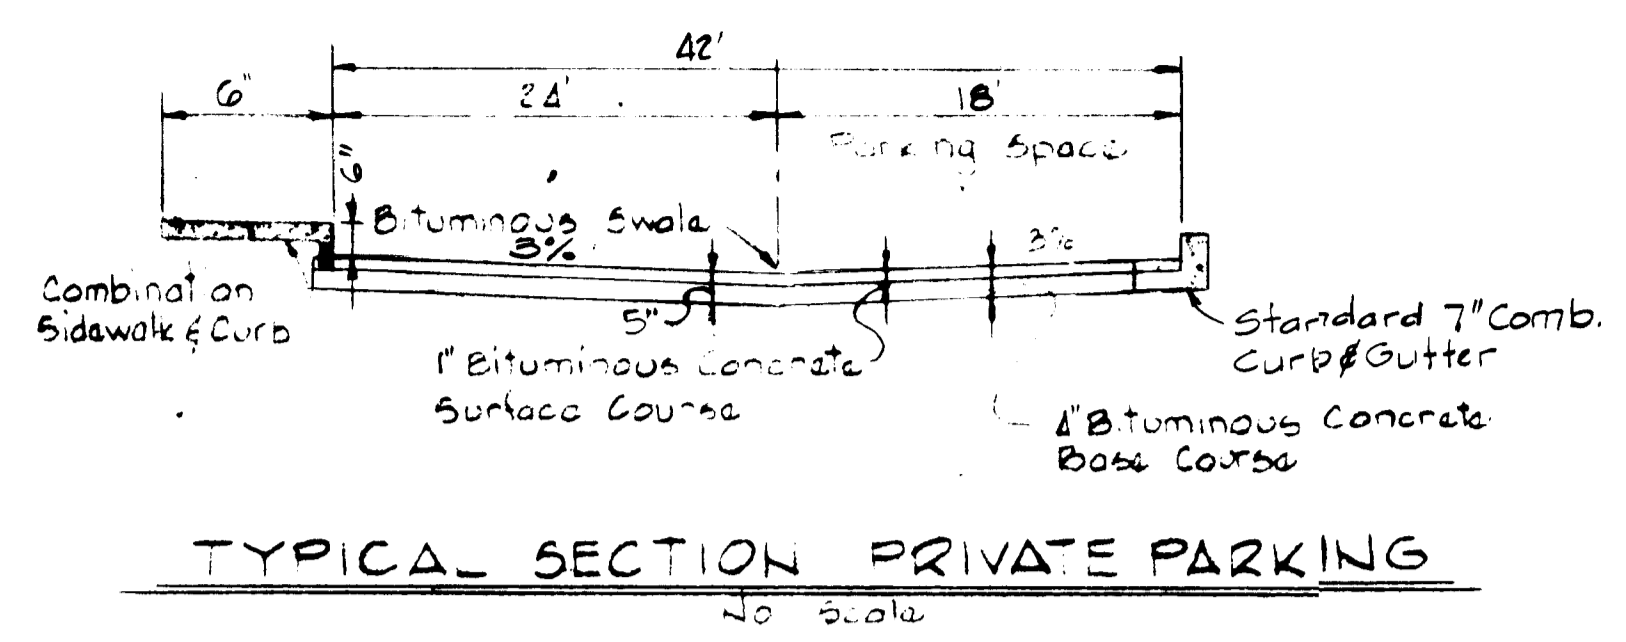 42'
6"
24'
18'
Parking Space
6"
Bituminous Swale
3%
3%
Combination
Sidewalk & Curb
5"
1" Bituminous Concrete
Surface Course
Standard 7" Comb.
Curb & Gutter
4" Bituminous Concrete
Base Course
TYPICAL SECTION PRIVATE PARKING
No Scale